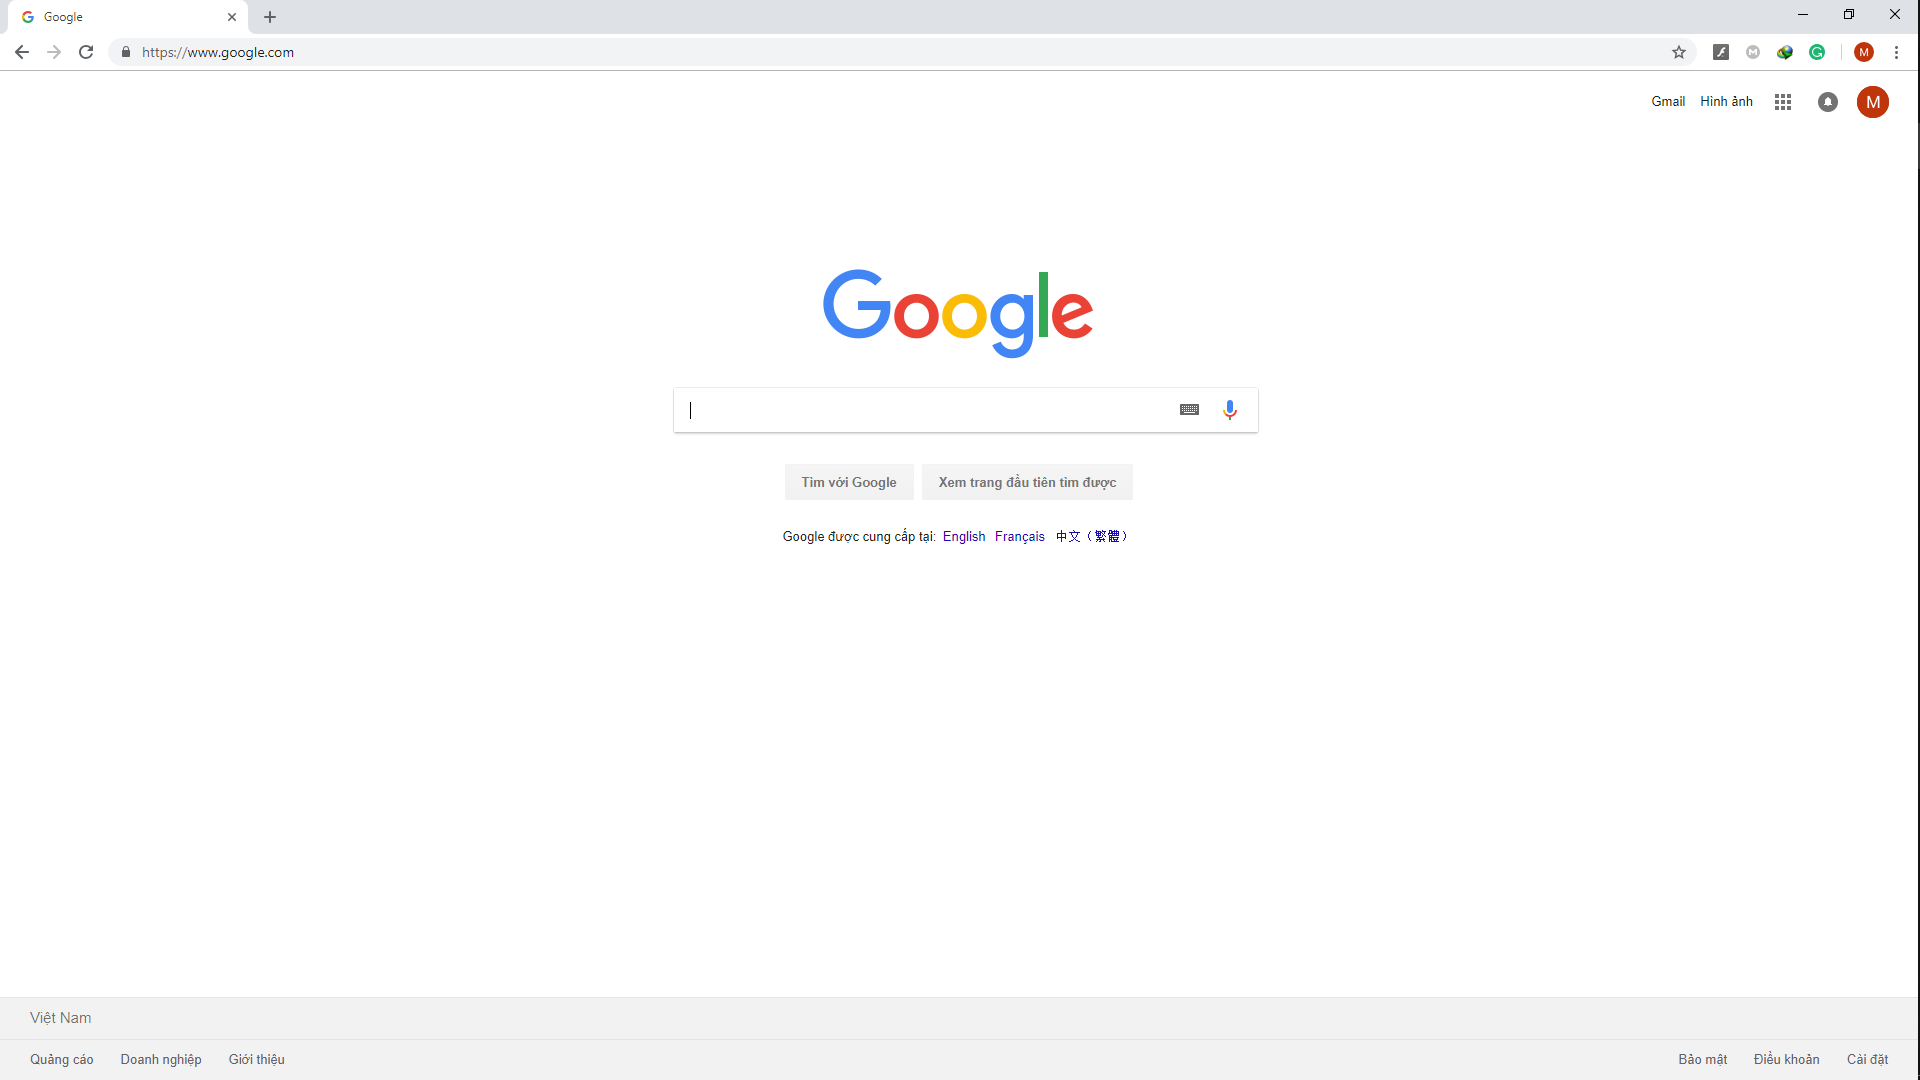 Google
https://www.google.com
M
Gmail Hình ảnh
M
Google
Tìm với Google
Xem trang đầu tiên tìm được
Google được cung cấp tại: English Français 中文（繁體）
Việt Nam
Quảng cáo Doanh nghiệp Giới thiệu
Bảo mật Điều khoản Cài đặt